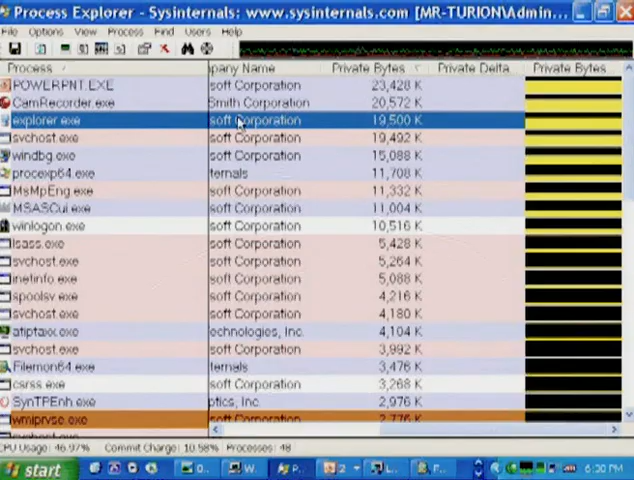 Process Explorer - Sysinternals: www.sysinternals.com [MR-TURION\Admin...
File Options View Process Find Users Help
Process pany Name Private Bytes Private Delta Private Bytes
POWERPNT.EXE soft Corporation 23,428 K
CamRecorder.exe Smith Corporation 20,572 K
explorer.exe soft Corporation 19,500 K
svchost.exe soft Corporation 19,492 K
windbg.exe soft Corporation 15,088 K
procexp64.exe ternals 11,708 K
MsMpEng.exe soft Corporation 11,332 K
MSASCui.exe soft Corporation 11,004 K
winlogon.exe soft Corporation 10,516 K
lsass.exe soft Corporation 5,428 K
svchost.exe soft Corporation 5,264 K
inetinfo.exe soft Corporation 5,088 K
spoolsv.exe soft Corporation 4,216 K
svchost.exe soft Corporation 4,180 K
atiptaxx.exe echnologies, Inc. 4,104 K
svchost.exe soft Corporation 3,992 K
Filemon64.exe ternals 3,476 K
csrss.exe soft Corporation 3,268 K
SynTPEnh.exe ptics, Inc. 2,976 K
wmiprvse.exe soft Corporation 2,776 K
svchost.exe
CPU Usage: 46.97% Commit Charge: 10.58% Processes: 48
start O... W... P... 2 L... F... 6:30 PM